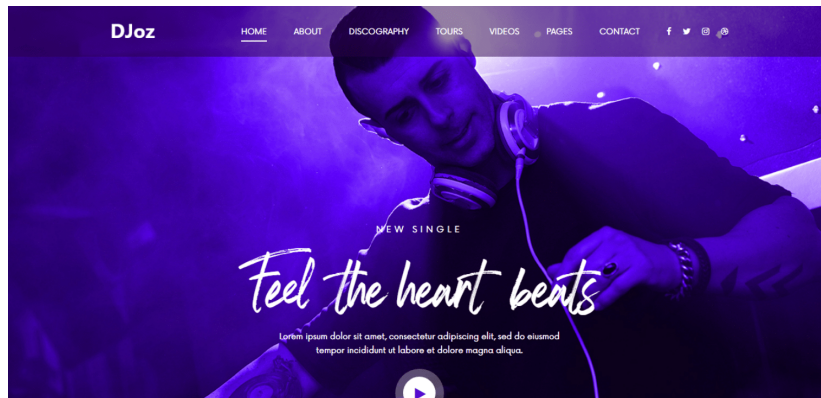 DJoz
HOME ABOUT DISCOGRAPHY TOURS VIDEOS PAGES CONTACT
NEW SINGLE
Feel the heart beats
Lorem ipsum dolor sit amet, consectetur adipiscing elit, sed do eiusmod
tempor incididunt ut labore et dolore magna aliqua.